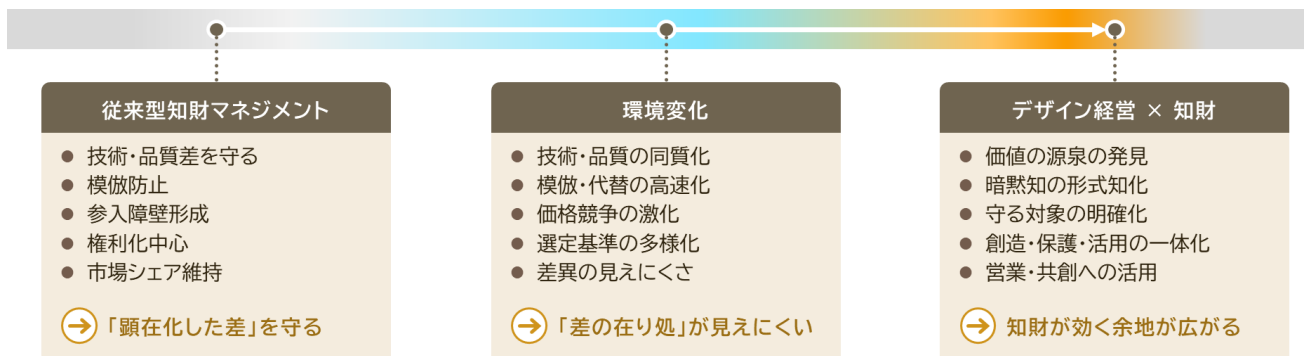 従来型知財マネジメント
技術・品質差を守る
模倣防止
参入障壁形成
権利化中心
市場シェア維持
「顕在化した差」を守る
環境変化
技術・品質の同質化
模倣・代替の高速化
価格競争の激化
選定基準の多様化
差異の見えにくさ
「差の在り処」が見えにくい
デザイン経営 × 知財
価値の源泉の発見
暗黙知の形式知化
守る対象の明確化
創造・保護・活用の一体化
営業・共創への活用
知財が効く余地が広がる